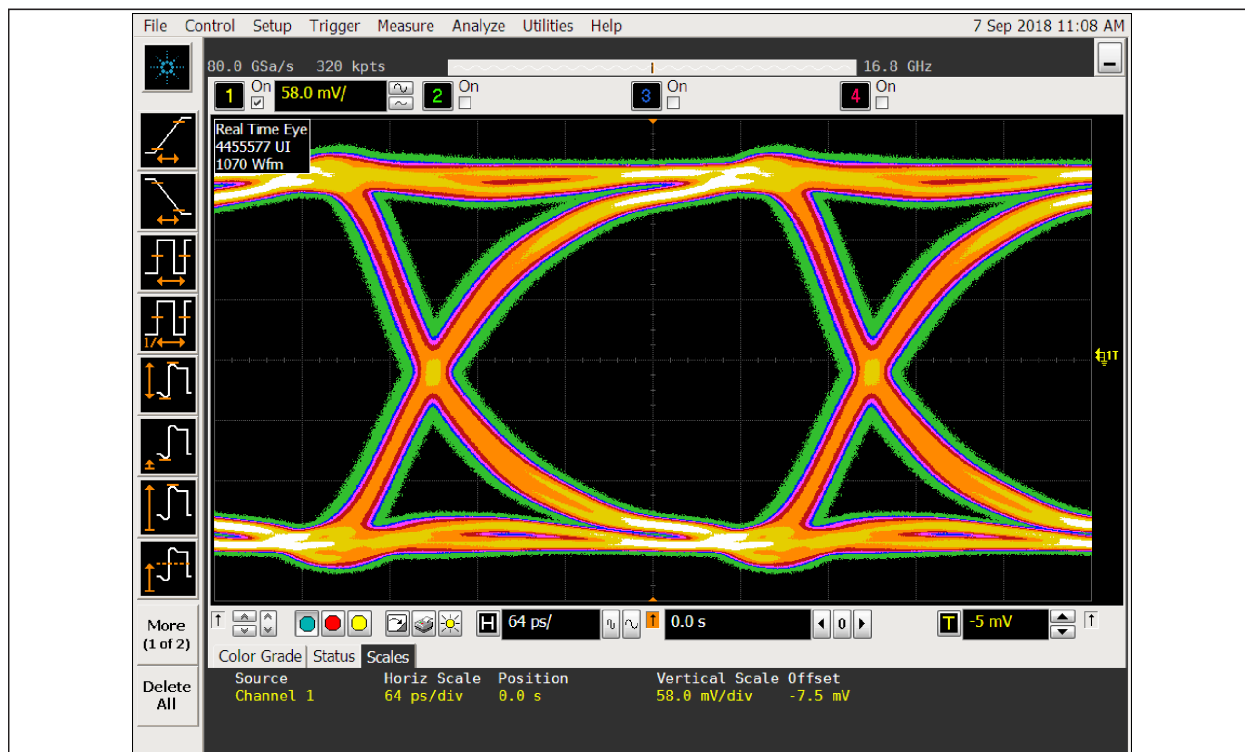 File Control Setup Trigger Measure Analyze Utilities Help 7 Sep 2018 11:08 AM
80.0 GSa/s 320 kpts 16.8 GHz
1 On 58.0 mV/ 2 On 3 On 4 On
Real Time Eye
4455577 UI
1070 Wfm
1T
1/
More
(1 of 2)
Delete
All
H 64 ps/ T 0.0 s 0 T -5 mV
Color Grade Status Scales
Source Horiz Scale Position Vertical Scale Offset
Channel 1 64 ps/div 0.0 s 58.0 mV/div -7.5 mV